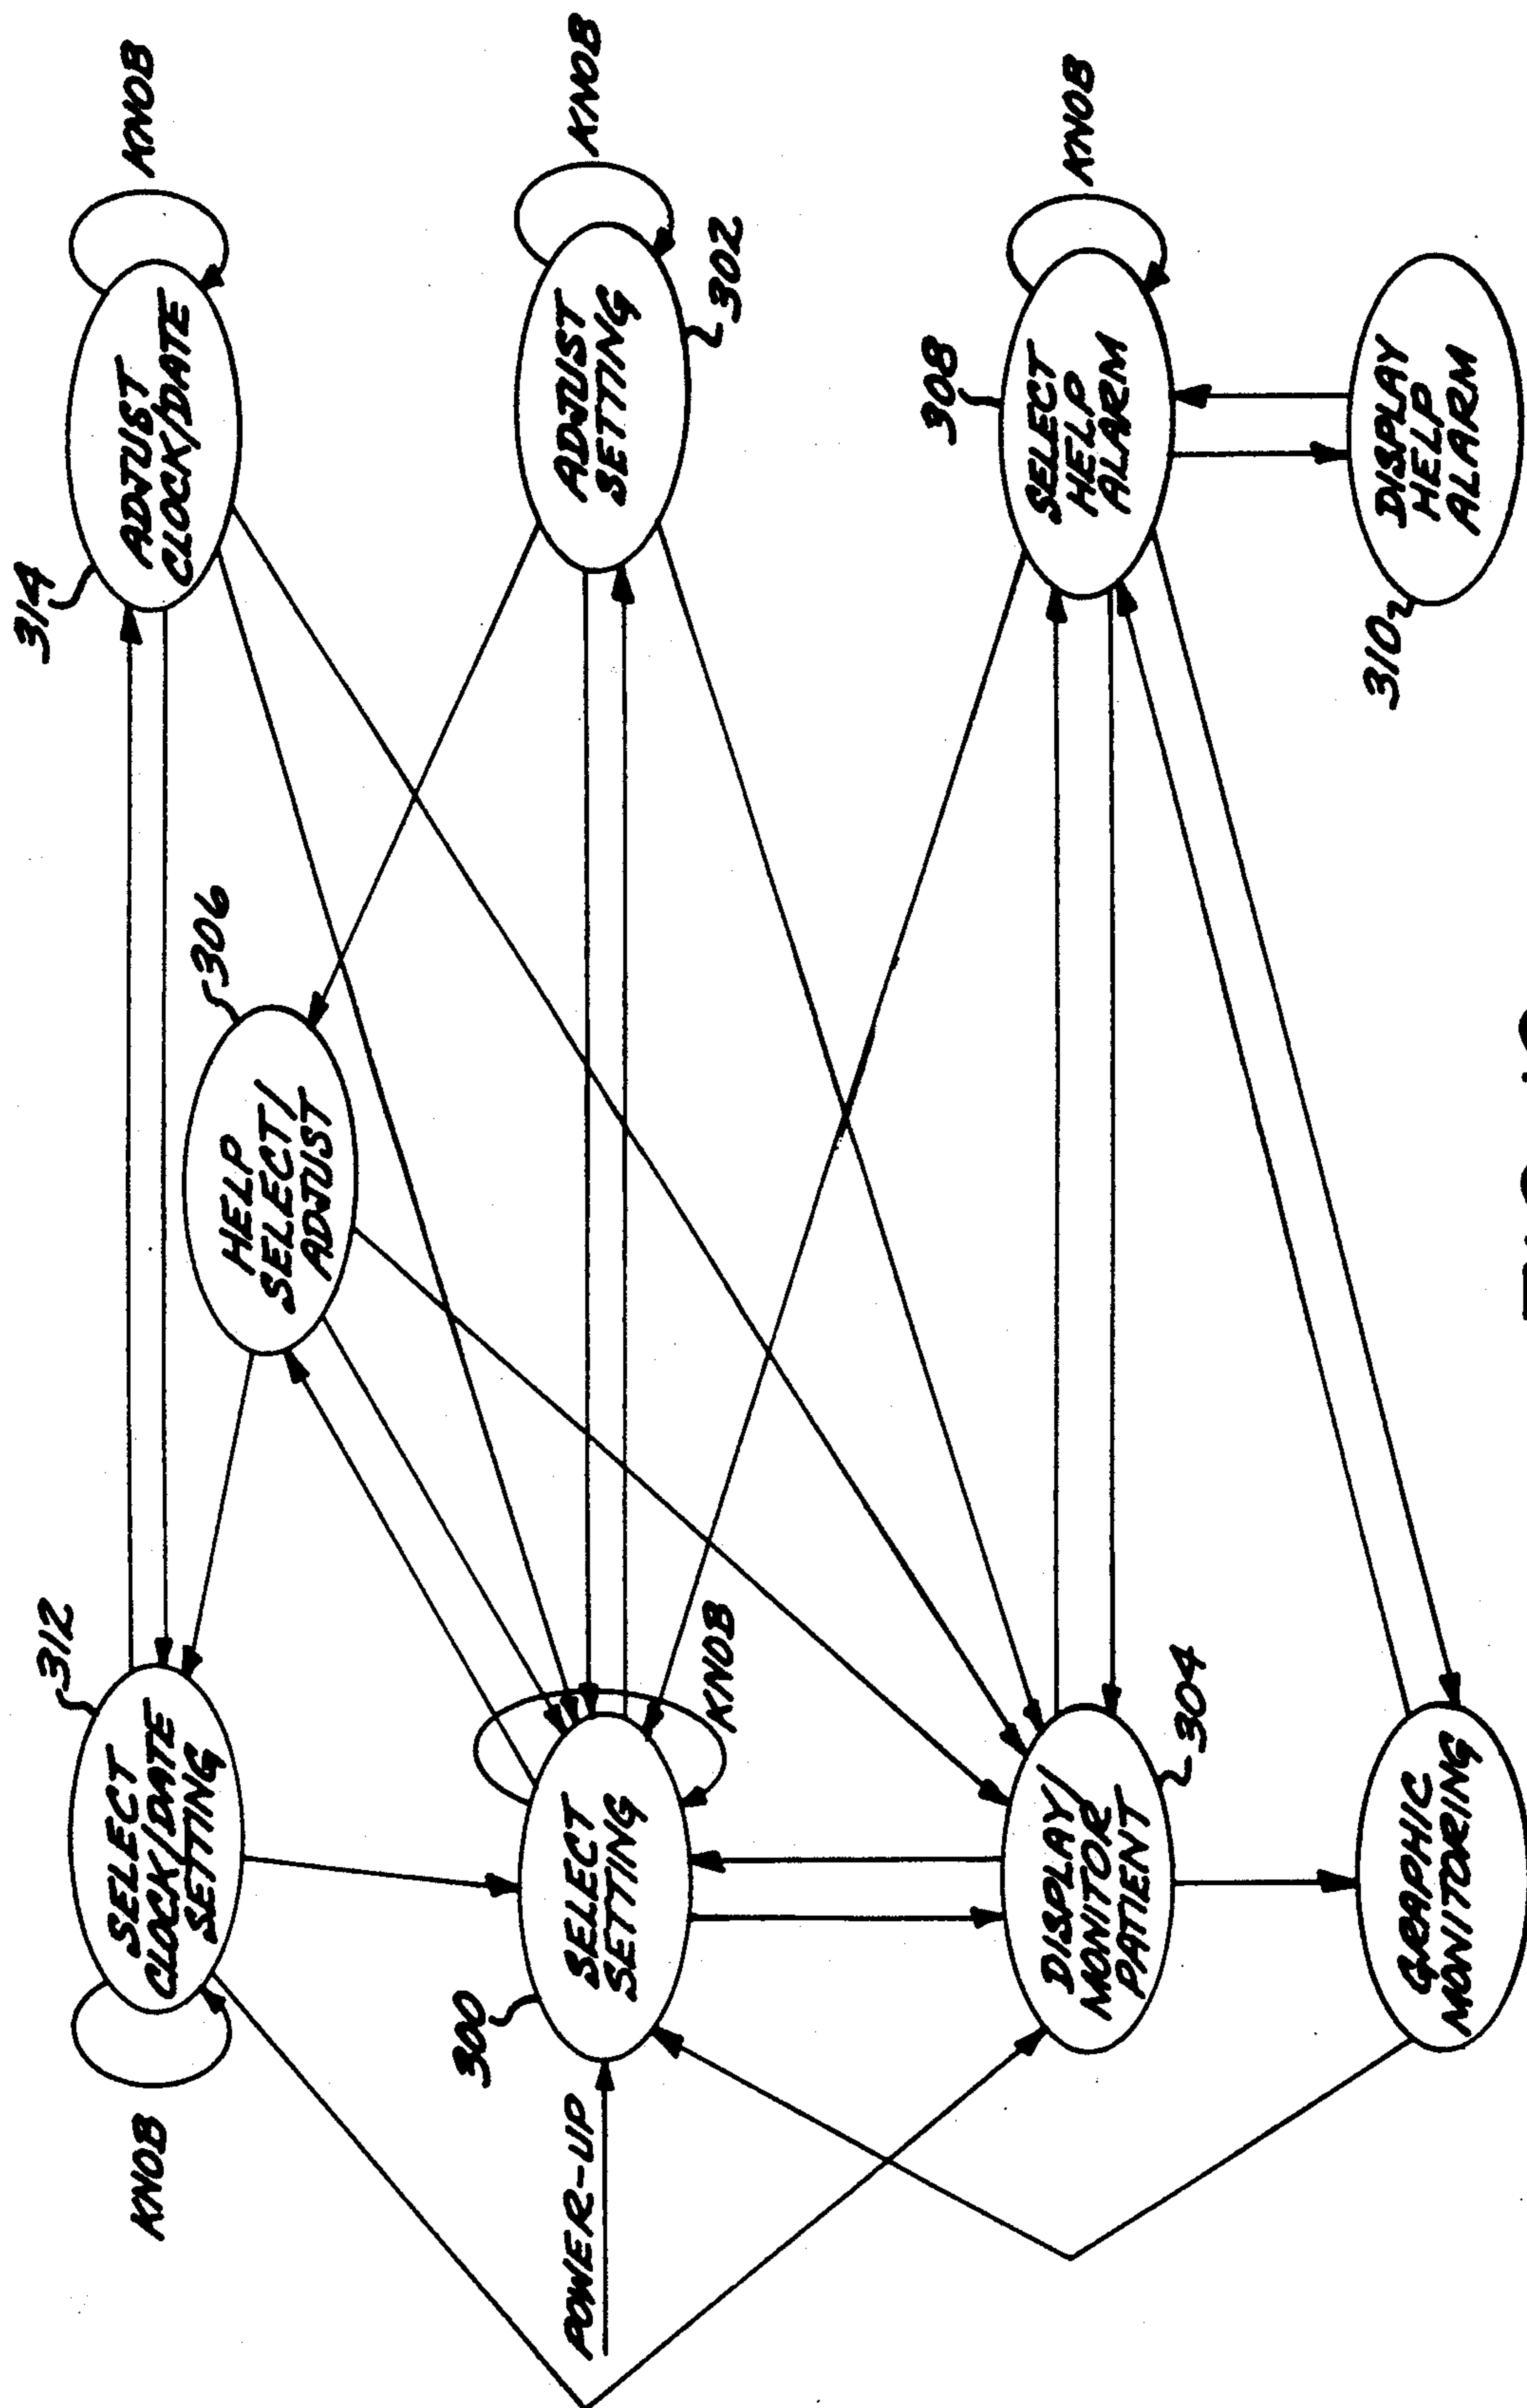 KNOB
312
SELECT
CLOCK/DATE
SETTING
314
ADJUST
CLOCK/DATE
KNOB
306
HELP
SELECT/
ADJUST
POWER-UP
300
SELECT
SETTING
KNOB
ADJUST
SETTING
302
KNOB
DISPLAY/
MONITOR
PATIENT
304
308
SELECT
HELP
ALARM
KNOB
GRAPHIC
MONITORING
310
DISPLAY
HELP
ALARM